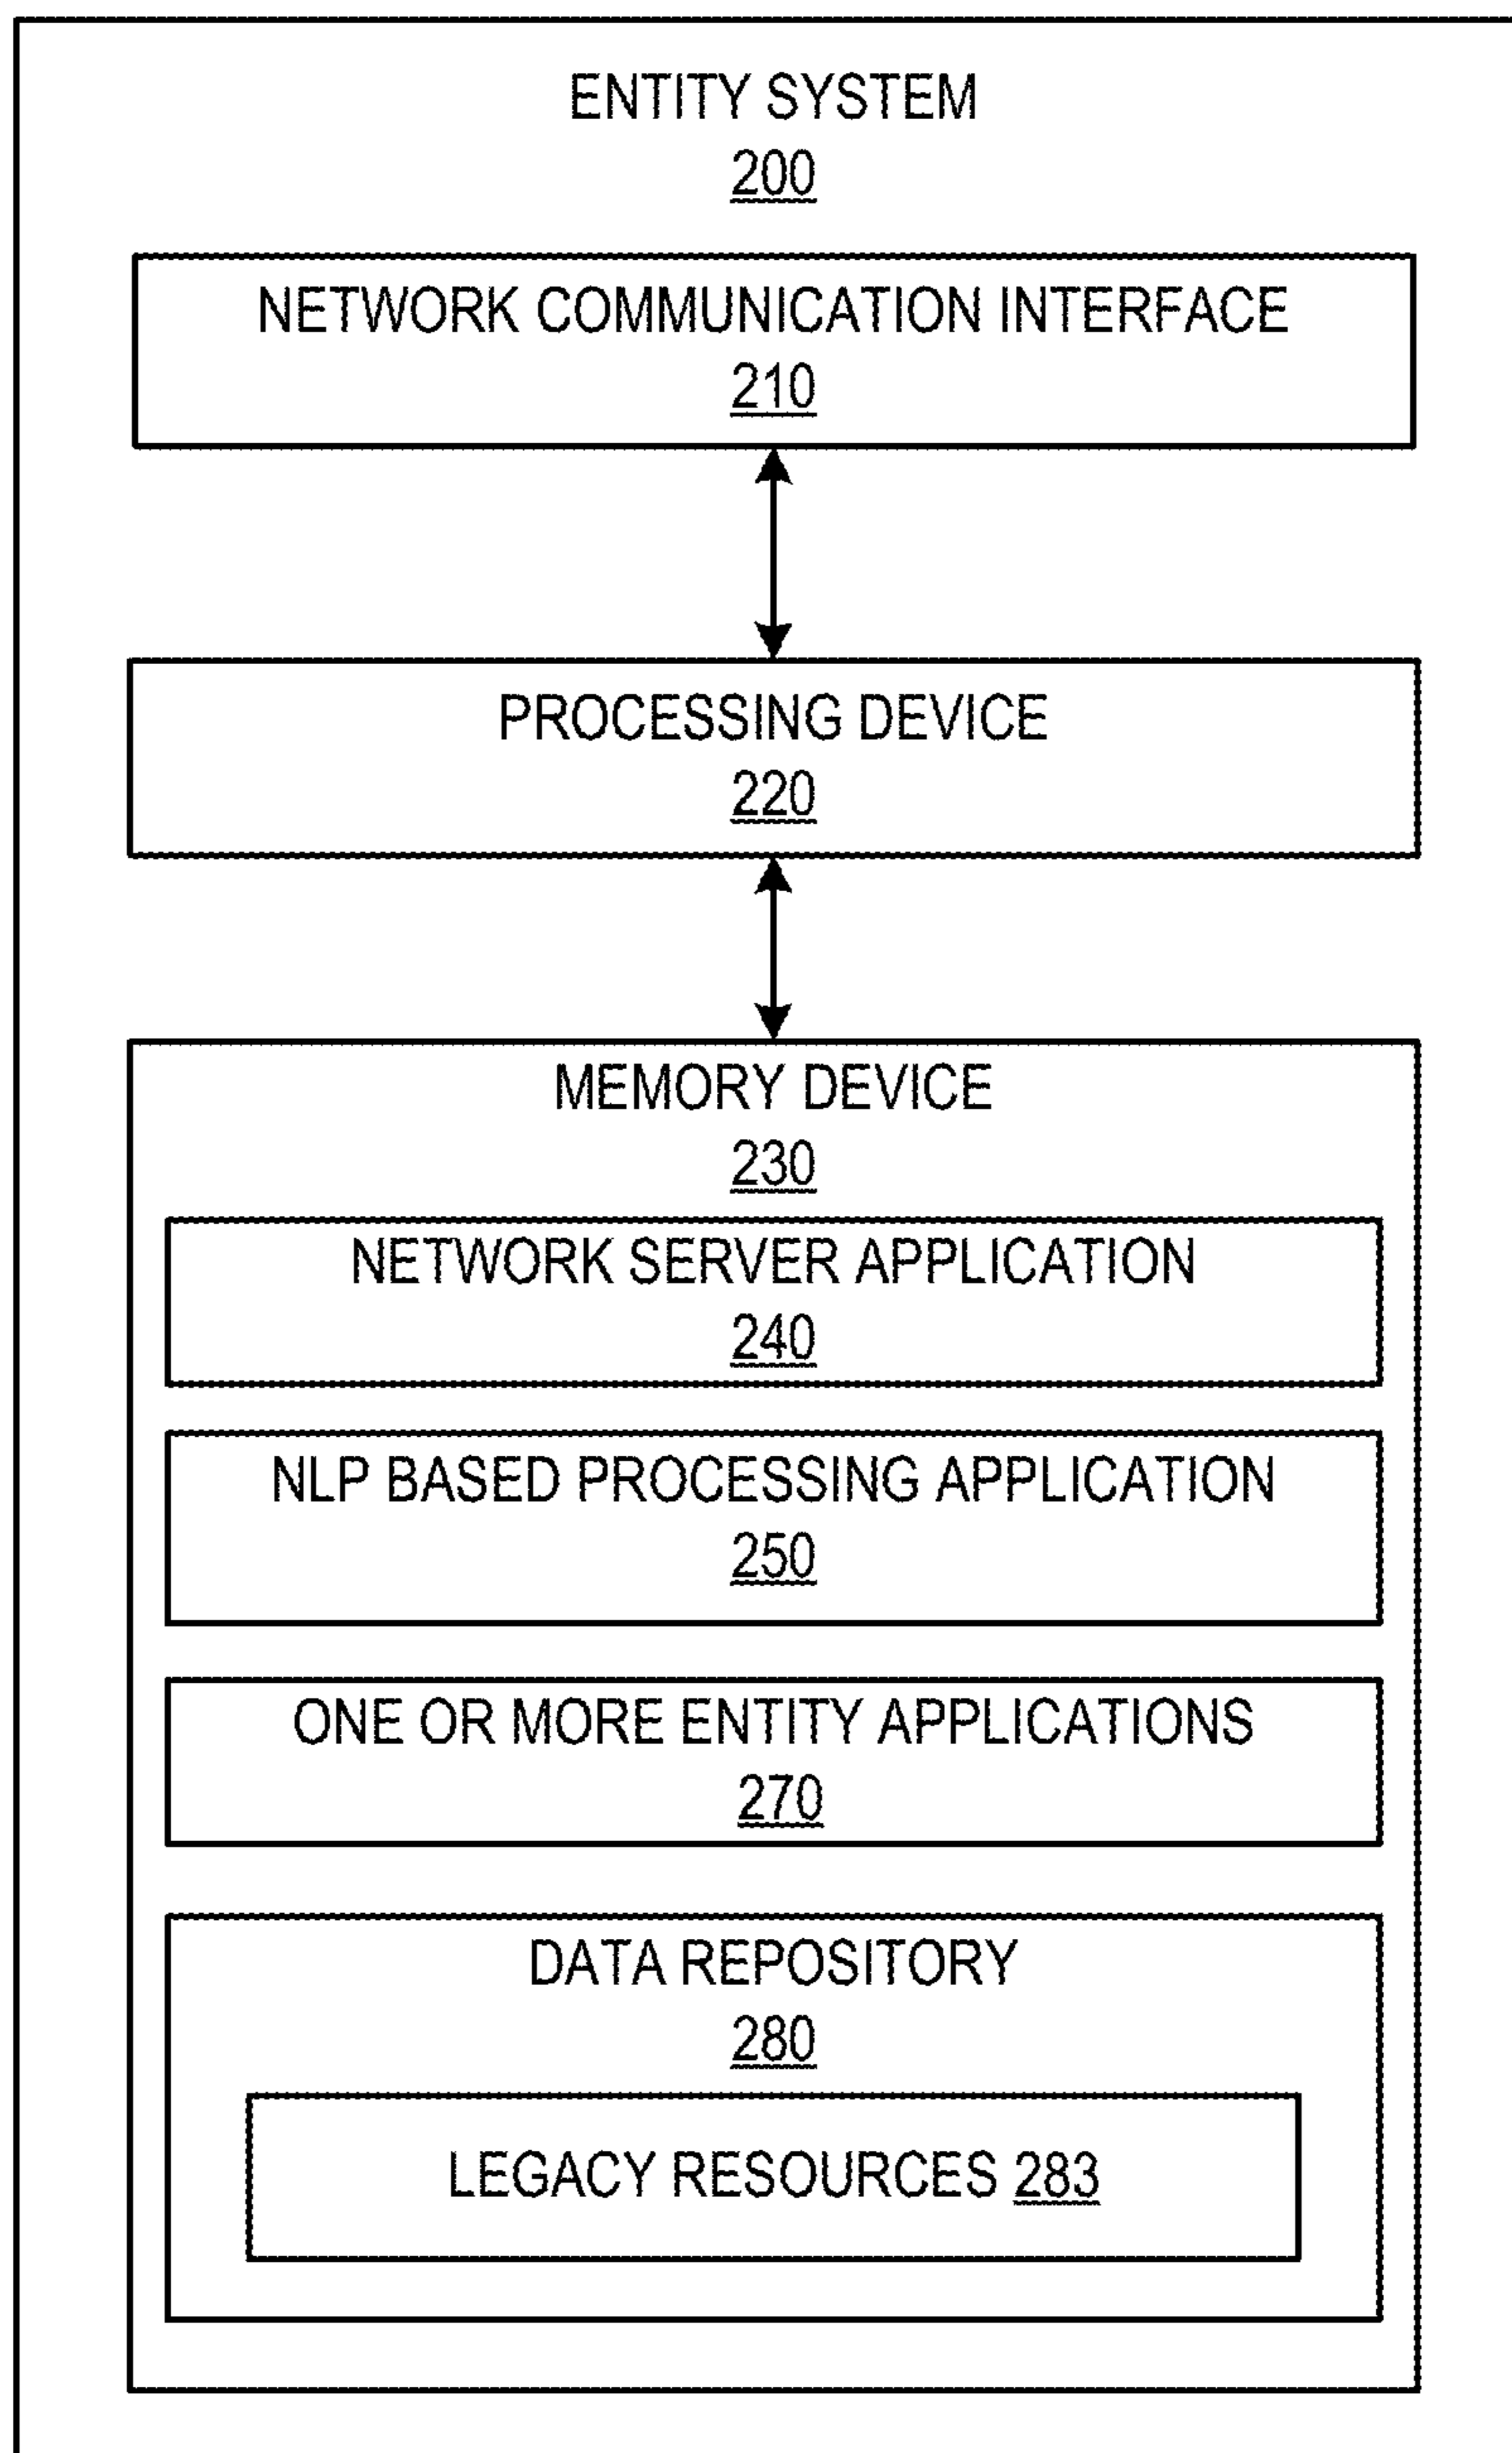 ENTITY SYSTEM
200
NETWORK COMMUNICATION INTERFACE
210
PROCESSING DEVICE
220
MEMORY DEVICE
230
NETWORK SERVER APPLICATION
240
NLP BASED PROCESSING APPLICATION
250
ONE OR MORE ENTITY APPLICATIONS
270
DATA REPOSITORY
280
LEGACY RESOURCES 283